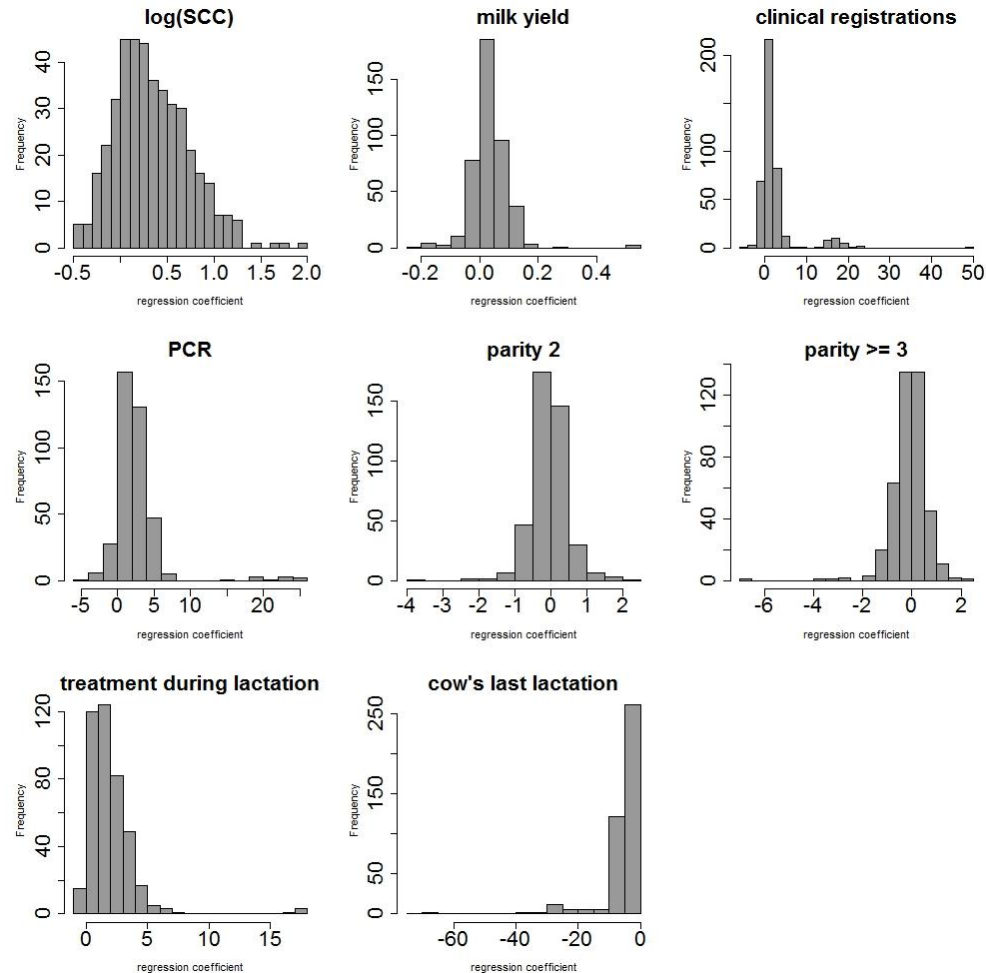 log(SCC)
Frequency
0 10 20 30 40
-0.5 0.5 1.0 1.5 2.0
regression coefficient
milk yield
Frequency
0 50 100 150
-0.2 0.0 0.2 0.4
regression coefficient
clinical registrations
Frequency
0 50 100 200
0 10 20 30 40 50
regression coefficient
PCR
Frequency
0 50 100 150
-5 0 5 10 20
regression coefficient
parity 2
Frequency
0 50 100 150
-4 -3 -2 -1 0 1 2
regression coefficient
parity >= 3
Frequency
0 40 80 120
-6 -4 -2 0 2
regression coefficient
treatment during lactation
Frequency
0 40 80 120
0 5 10 15
regression coefficient
cow's last lactation
Frequency
0 50 150 250
-60 -40 -20 0
regression coefficient